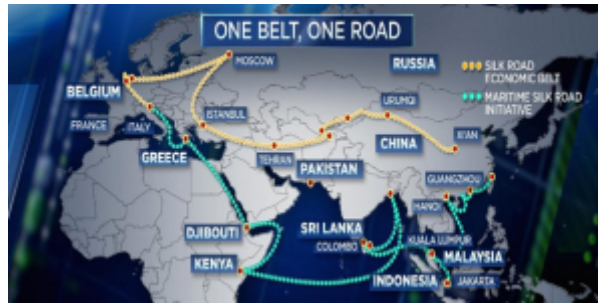 ONE BELT, ONE ROAD
MOSCOW
RUSSIA
SILK ROAD
ECONOMIC BELT
MARITIME SILK ROAD
INITIATIVE
BELGIUM
URUMQI
ISTANBUL
FRANCE
ITALY
CHINA
XI'AN
GREECE
TEHRAN
PAKISTAN
GUANGZHOU
HANOI
DJIBOUTI
SRI LANKA
COLOMBO
KUALA LUMPUR
MALAYSIA
KENYA
INDONESIA
JAKARTA